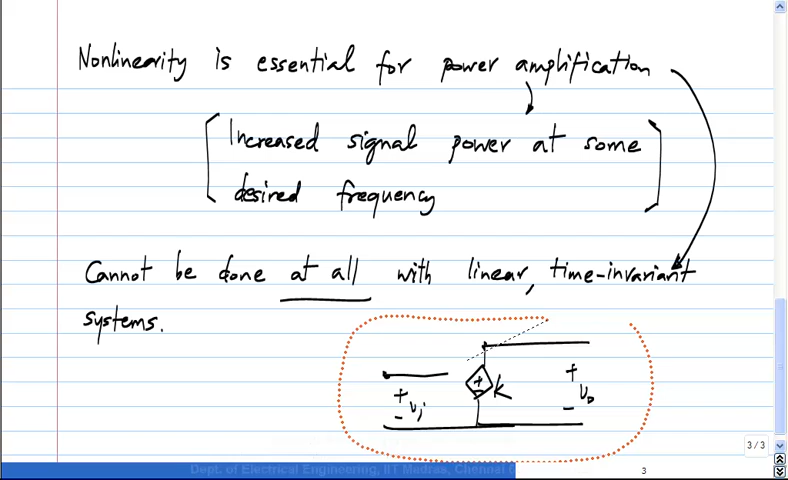 Nonlinearity is essential for power amplification
Increased signal power at some
desired frequency
Cannot be done at all with linear, time-invariant
systems.
+ + K +
- vi - vo
3 / 3
Dept. of Electrical Engineering, IIT Madras, Chennai 6
3